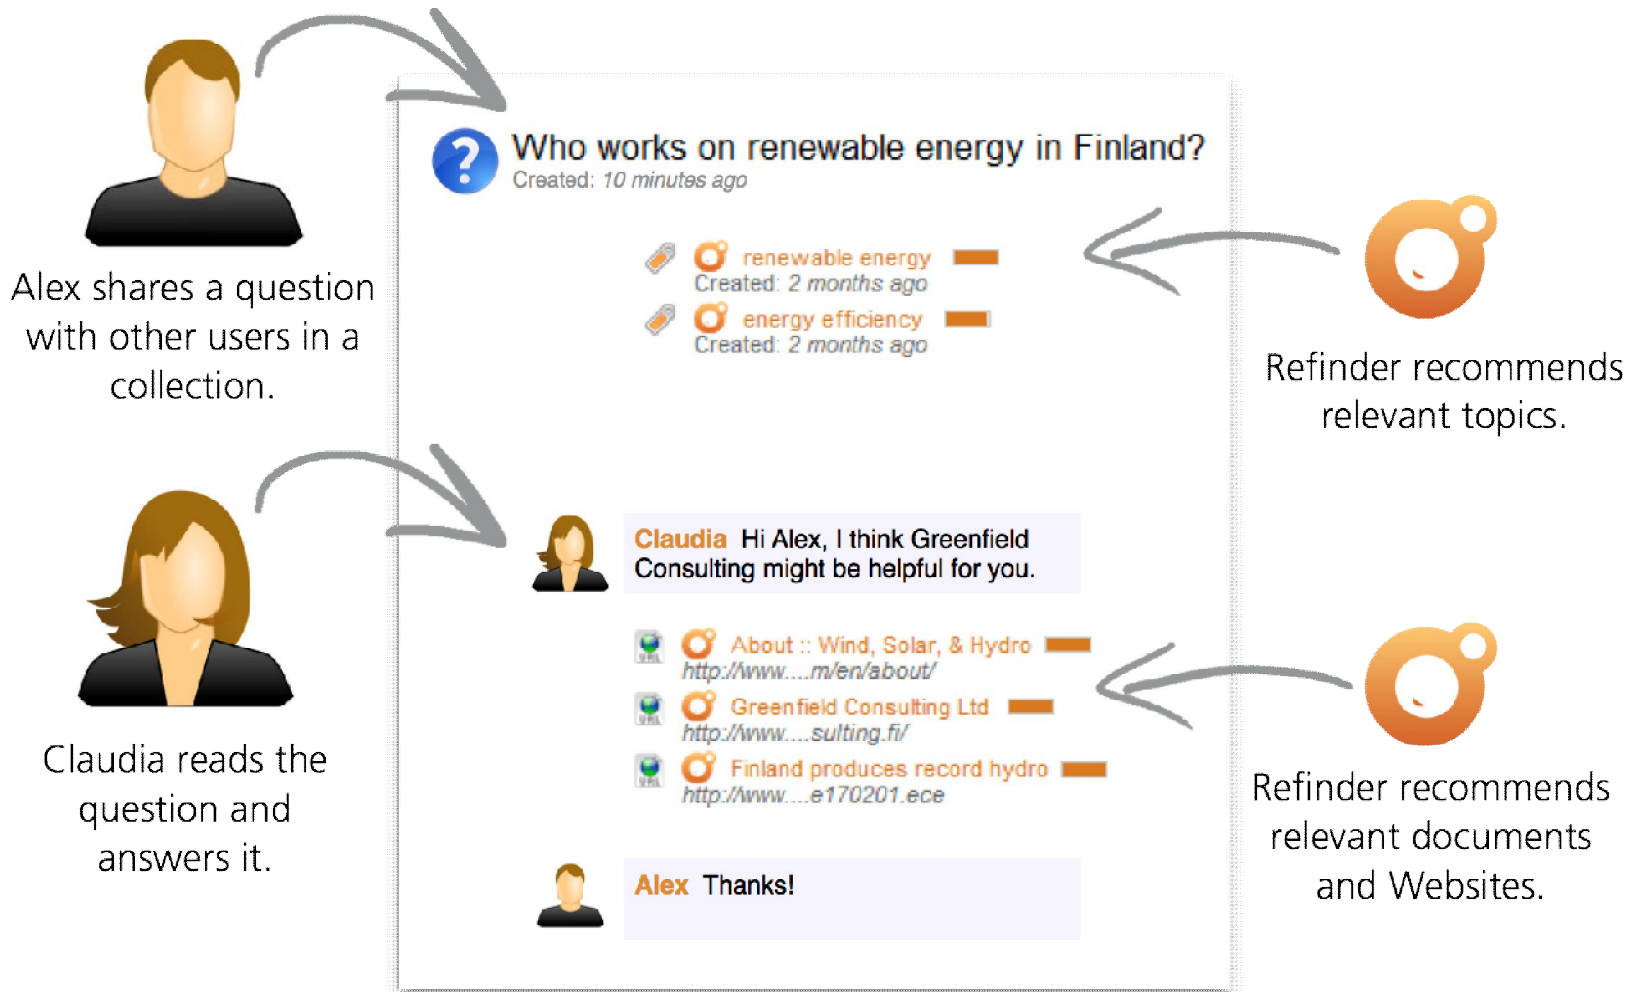 Who works on renewable energy in Finland?
Created: 10 minutes ago
Alex shares a question
with other users in a
collection.
renewable energy
Created: 2 months ago
energy efficiency
Created: 2 months ago
Refinder recommends
relevant topics.
Claudia reads the
question and
answers it.
Claudia Hi Alex, I think Greenfield
Consulting might be helpful for you.
URL About :: Wind, Solar, & Hydro
http://www....m/en/about/
URL Greenfield Consulting Ltd
http://www....sulting.fi/
URL Finland produces record hydro
http://www....e170201.ece
Refinder recommends
relevant documents
and Websites.
Alex Thanks!